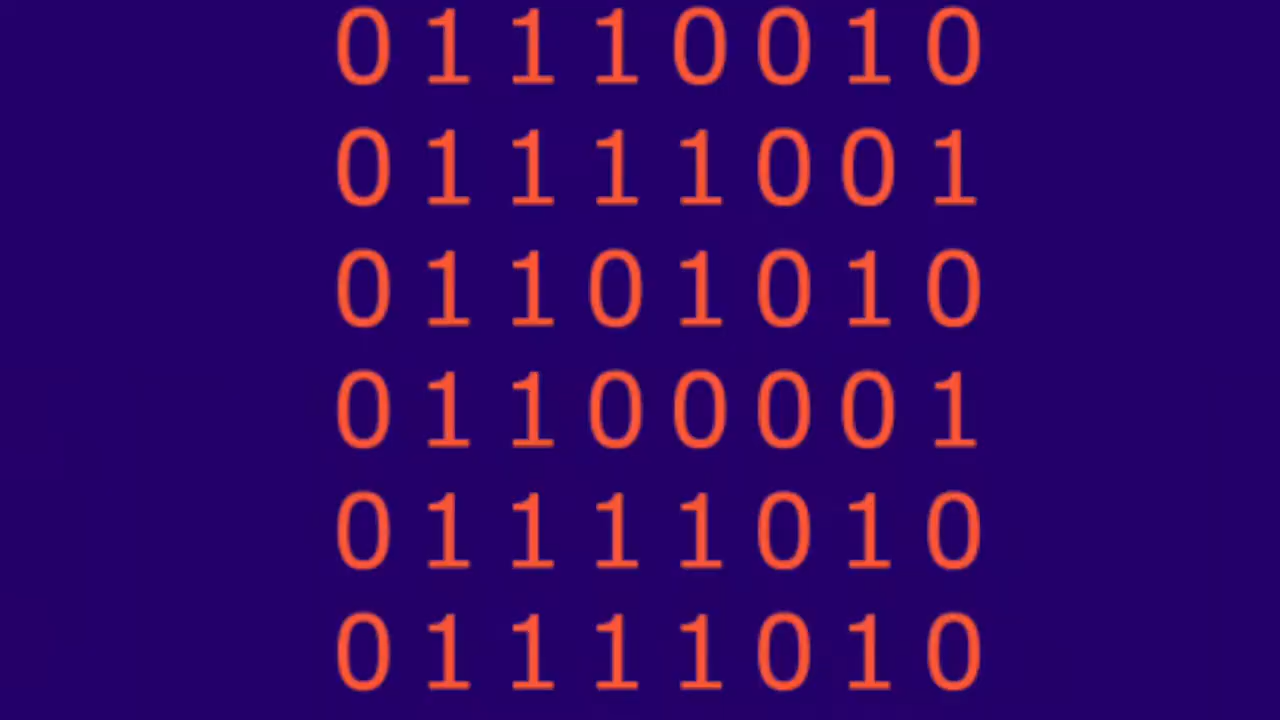 0 1 1 1 0 0 1 0
0 1 1 1 1 0 0 1
0 1 1 0 1 0 1 0
0 1 1 0 0 0 0 1
0 1 1 1 1 0 1 0
0 1 1 1 1 0 1 0